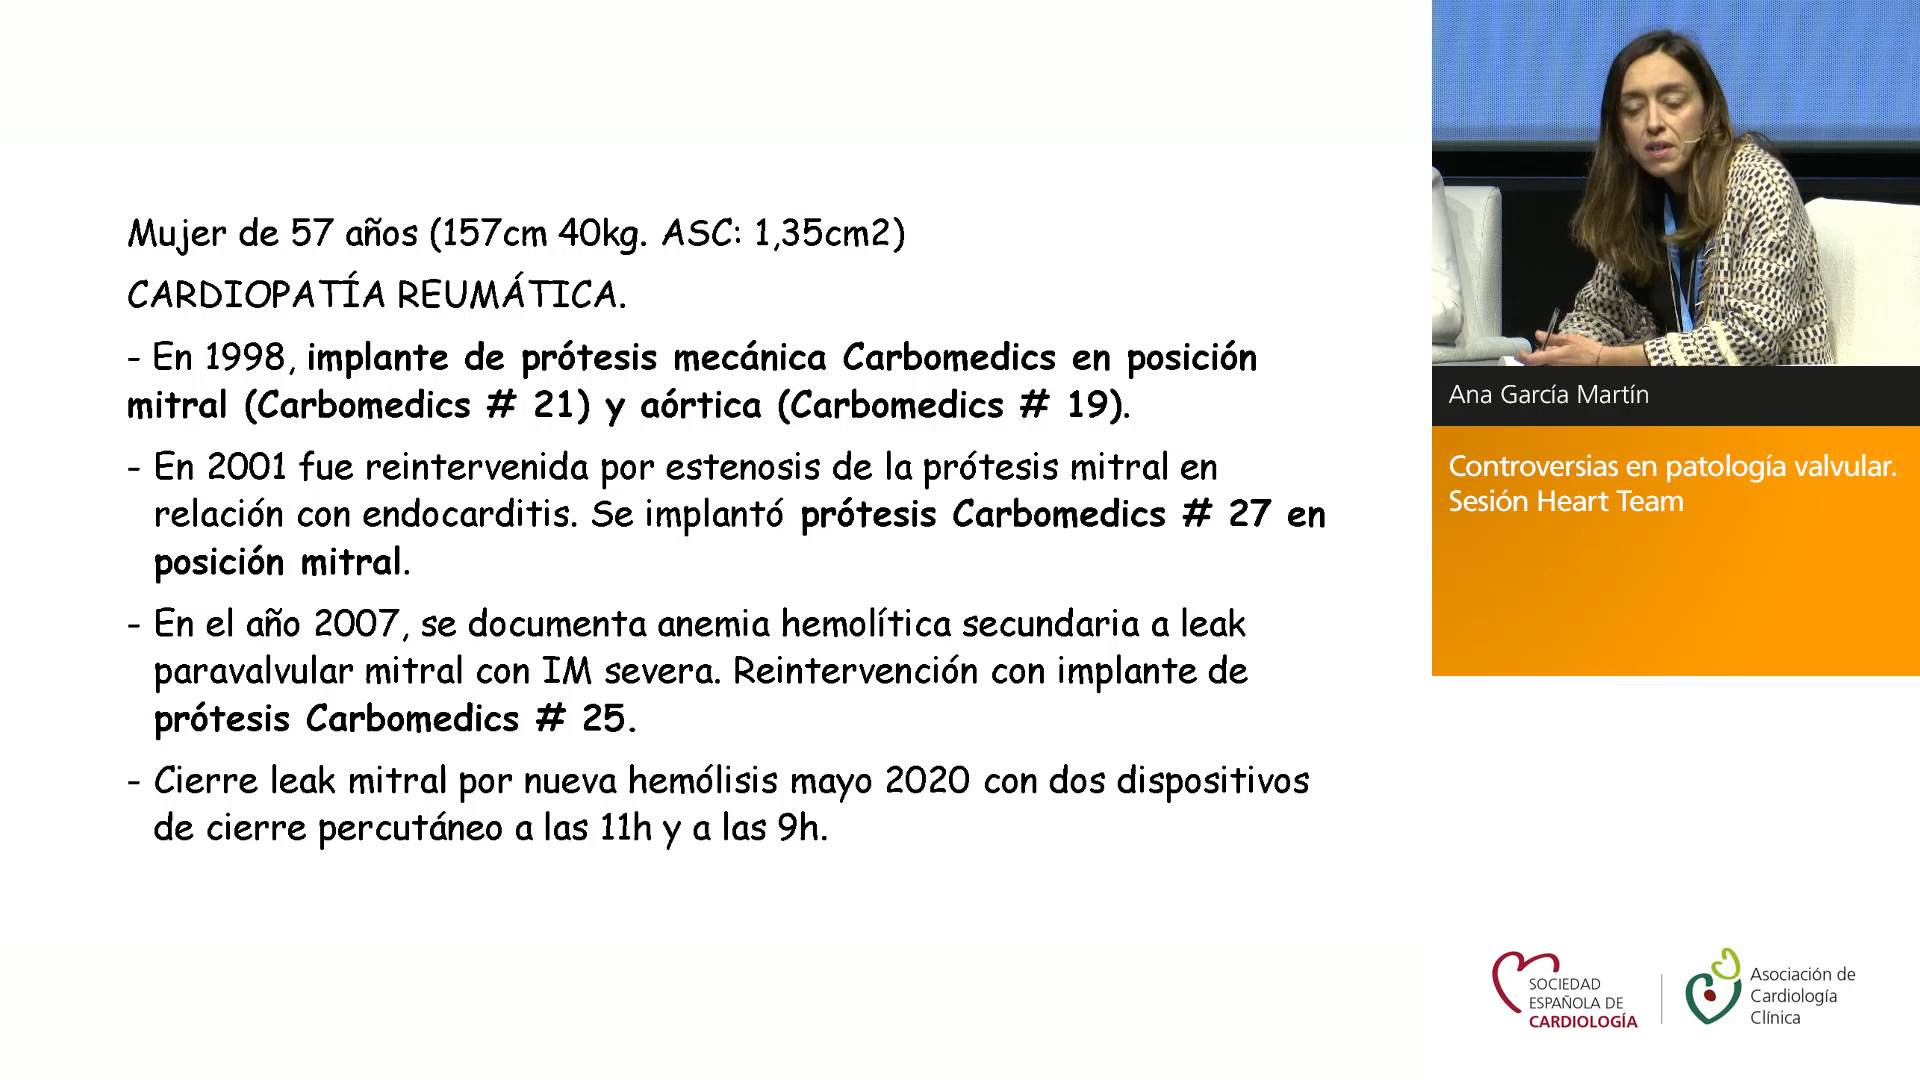 Mujer de 57 años (157cm 40kg. ASC: 1,35cm2)
CARDIOPATÍA REUMÁTICA.
- En 1998, implante de prótesis mecánica Carbomedics en posición
mitral (Carbomedics # 21) y aórtica (Carbomedics # 19).
- En 2001 fue reintervenida por estenosis de la prótesis mitral en
relación con endocarditis. Se implantó prótesis Carbomedics # 27 en
posición mitral.
- En el año 2007, se documenta anemia hemolítica secundaria a leak
paravalvular mitral con IM severa. Reintervención con implante de
prótesis Carbomedics # 25.
- Cierre leak mitral por nueva hemólisis mayo 2020 con dos dispositivos
de cierre percutáneo a las 11h y a las 9h.
Ana García Martín
Controversias en patología valvular.
Sesión Heart Team
SOCIEDAD
ESPAÑOLA DE
CARDIOLOGÍA
Asociación de
Cardiología
Clínica